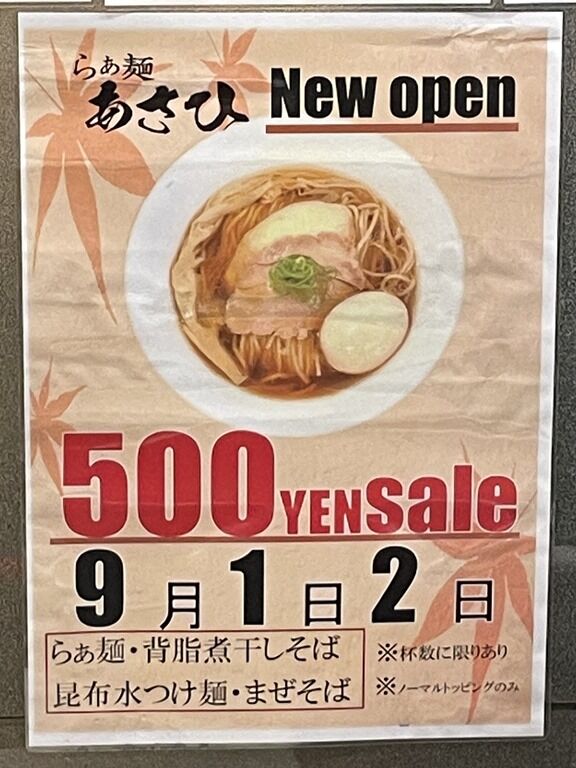 らぁ麺
あさひ
New open
500YENsale
9月1日2日
らぁ麺・背脂煮干しそば
昆布水つけ麺・まぜそば
※杯数に限りあり
※ノーマルトッピングのみ